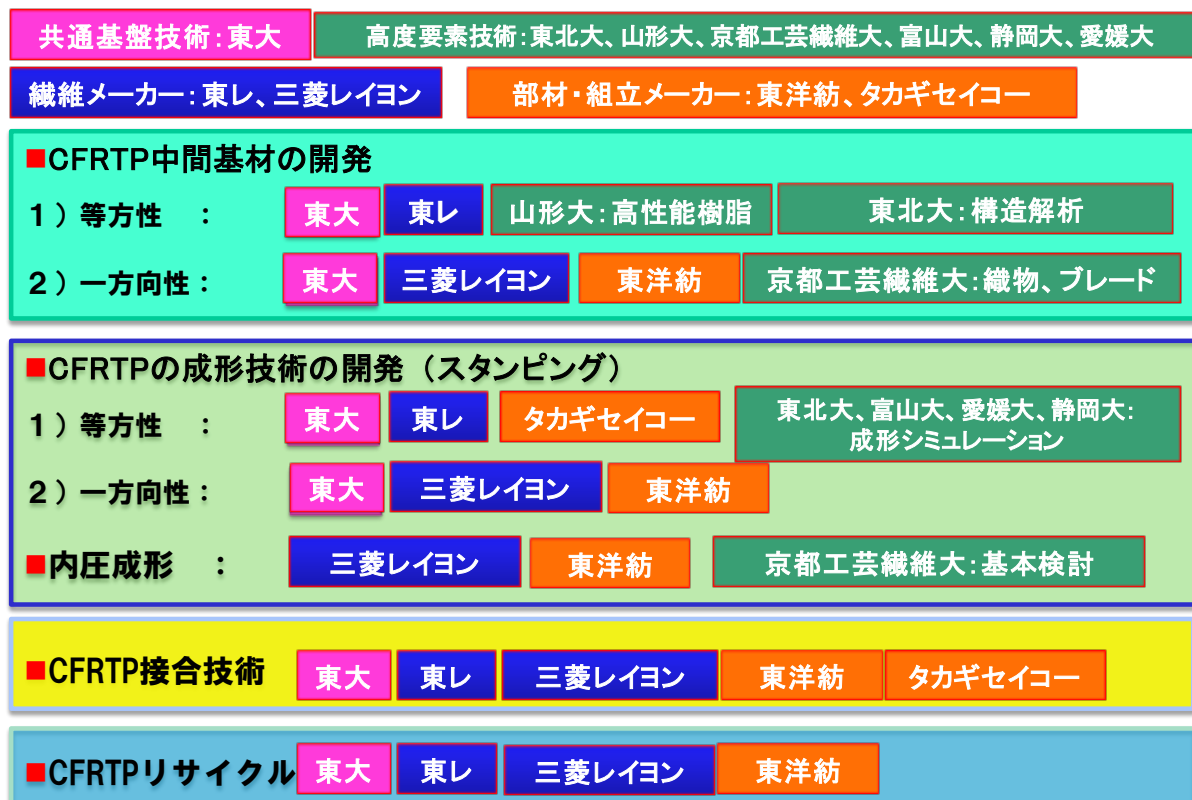 共通基盤技術:東大 高度要素技術:東北大、山形大、京都工芸繊維大、富山大、静岡大、愛媛大
繊維メーカー:東レ、三菱レイヨン 部材・組立メーカー:東洋紡、タカギセイコー
■CFRTP中間基材の開発
1)等方性 : 東大 東レ 山形大:高性能樹脂 東北大:構造解析
2)一方向性: 東大 三菱レイヨン 東洋紡 京都工芸繊維大:織物、ブレード
■CFRTPの成形技術の開発(スタンピング)
1)等方性 : 東大 東レ タカギセイコー 東北大、富山大、愛媛大、静岡大:
成形シミュレーション
2)一方向性: 東大 三菱レイヨン 東洋紡
■内圧成形 : 三菱レイヨン 東洋紡 京都工芸繊維大:基本検討
■CFRTP接合技術 東大 東レ 三菱レイヨン 東洋紡 タカギセイコー
■CFRTPリサイクル 東大 東レ 三菱レイヨン 東洋紡